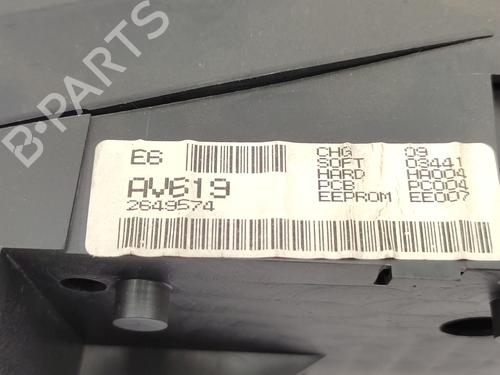 B-PARTS
E6
AV619
2649574
CHG 09
SOFT 03441
HARD HA004
PCB PC004
EEPROM EE007